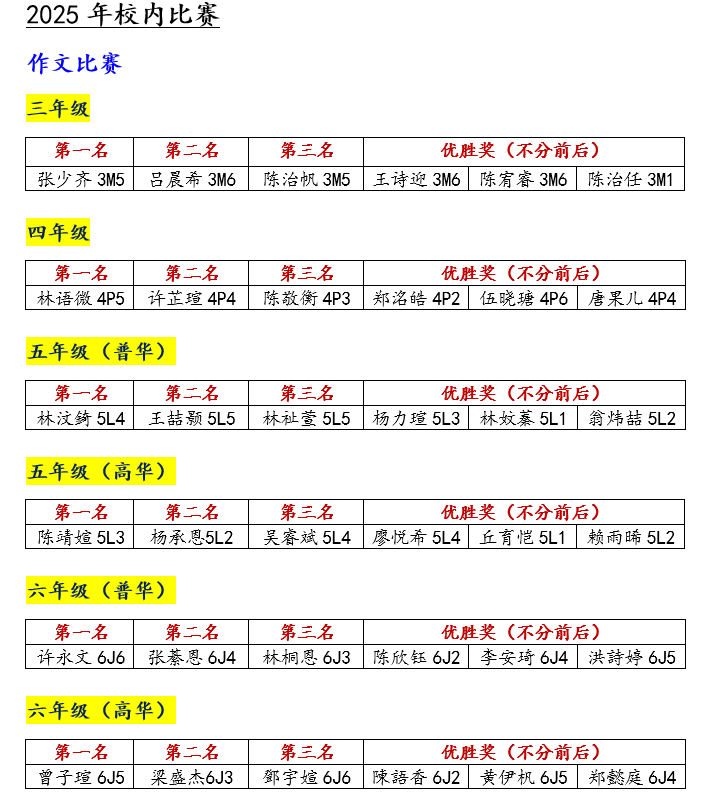 2025 年校内比赛
作文比赛
三年级
第一名 第二名 第三名 优胜奖（不分前后）
张少齐 3M5 吕晨希 3M6 陈治帆 3M5 王诗迎 3M6 陈宥睿 3M6 陈治任 3M1
四年级
第一名 第二名 第三名 优胜奖（不分前后）
林语微 4P5 许芷瑄 4P4 陈敬衡 4P3 郑洺皓 4P2 伍晓瑭 4P6 唐果儿 4P4
五年级（普华）
第一名 第二名 第三名 优胜奖（不分前后）
林汶錡 5L4 王喆颢 5L5 林祉萱 5L5 杨力瑄 5L3 林妏蓁 5L1 翁炜喆 5L2
五年级（高华）
第一名 第二名 第三名 优胜奖（不分前后）
陈靖媗 5L3 杨承恩5L2 吴睿斌 5L4 廖悦希 5L4 丘育恺 5L1 赖雨晞 5L2
六年级（普华）
第一名 第二名 第三名 优胜奖（不分前后）
许永文 6J6 张蓁恩 6J4 林桐恩 6J3 陈欣钰 6J2 李安琦 6J4 洪詩婷 6J5
六年级（高华）
第一名 第二名 第三名 优胜奖（不分前后）
曾子瑄 6J5 梁盛杰6J3 鄧宇媗 6J6 陳語香 6J2 黄伊杋 6J5 郑懿庭 6J4